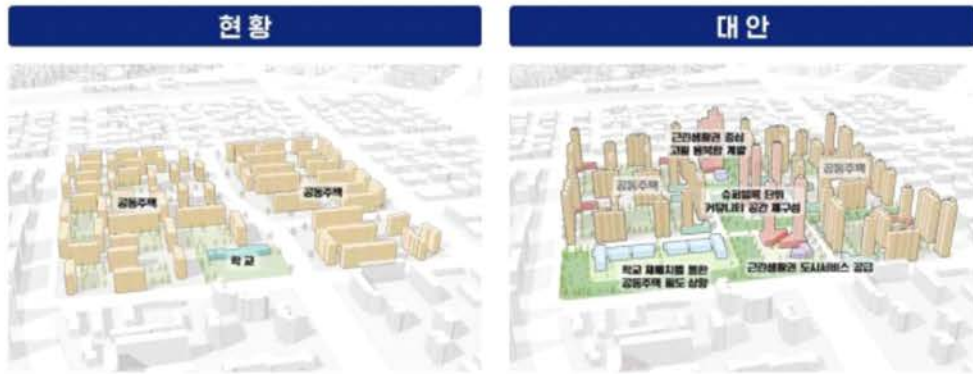 현황
대안
공동주택
공동주택
학교
근린생활권 중심
고밀 용복합 개발
공동주택
공동주택
슈퍼블록 단위
커뮤니티 공간 재구성
학교 재배치를 통한
공동주택 밀도 상향
근린생활권 도시서비스 공급